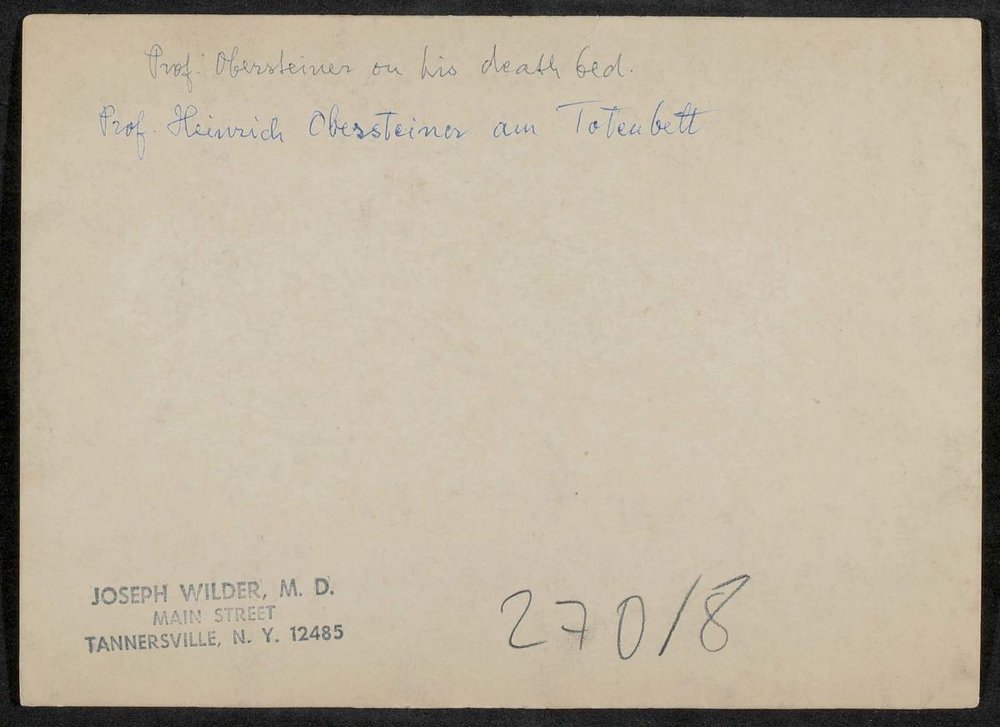 Prof. Obersteiner on his death bed.
Prof. Heinrich Obersteiner am Totenbett
JOSEPH WILDER, M. D.
MAIN STREET
TANNERSVILLE, N. Y. 12485
270/8